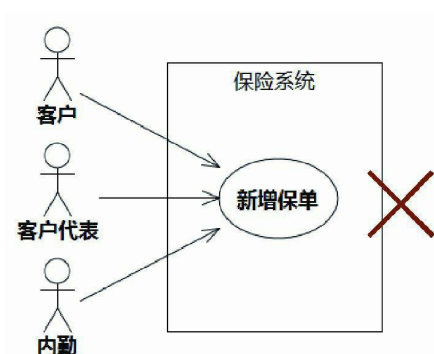 保险系统
客户
新增保单
客户代表
内勤